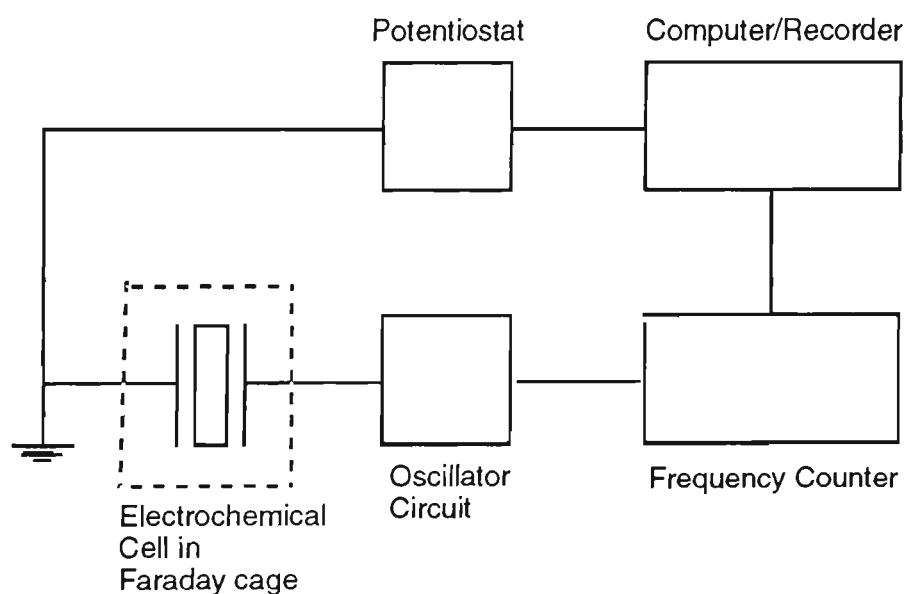 Potentiostat
Computer/Recorder
Electrochemical
Cell in
Faraday cage
Oscillator
Circuit
Frequency Counter